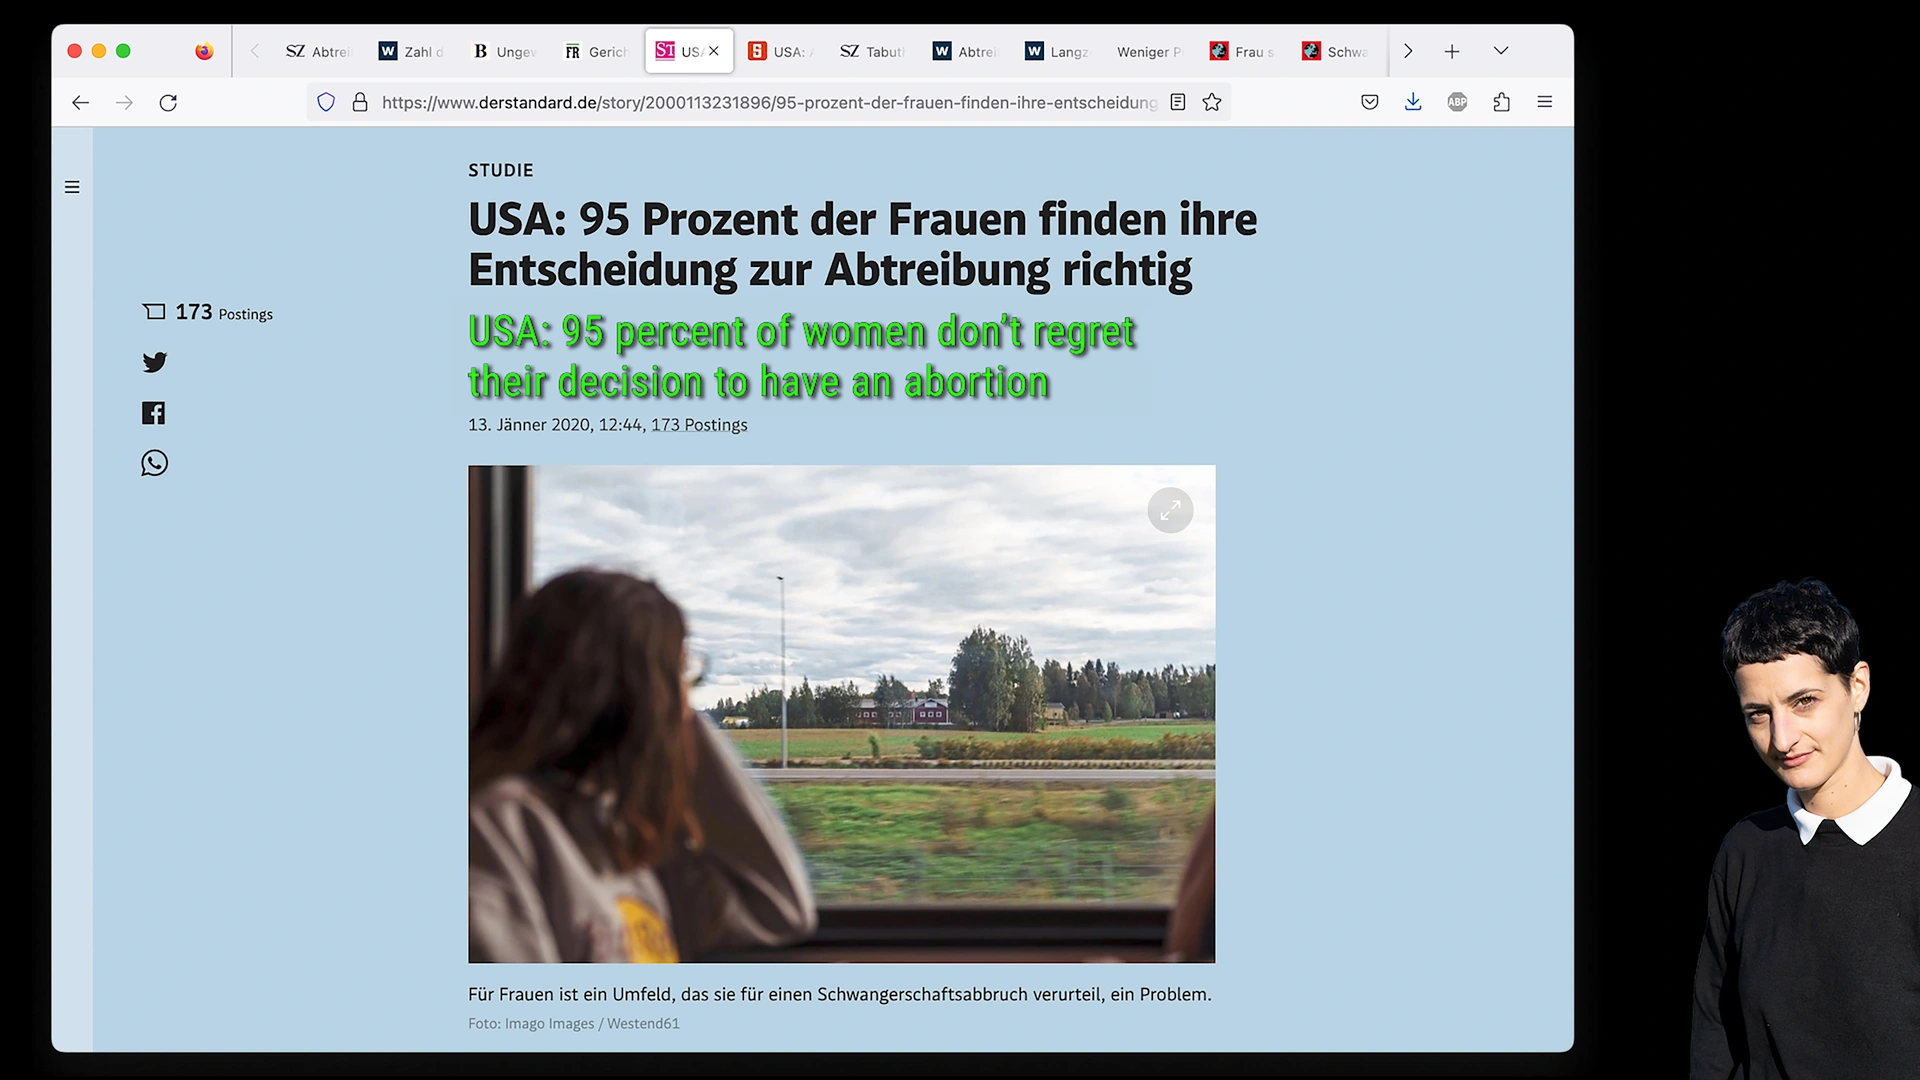 SZ Abtrei
W Zahl d
B Ungew
FR Gerich
ST USA
S USA: A
SZ Tabuth
W Abtrei
W Langz
Weniger P
Frau s
Schwa
https://www.derstandard.de/story/2000113231896/95-prozent-der-frauen-finden-ihre-entscheidung
ABP
STUDIE
USA: 95 Prozent der Frauen finden ihre
Entscheidung zur Abtreibung richtig
USA: 95 percent of women don't regret
their decision to have an abortion
13. Jänner 2020, 12:44, 173 Postings
173 Postings
Für Frauen ist ein Umfeld, das sie für einen Schwangerschaftsabbruch verurteil, ein Problem.
Foto: Imago Images / Westend61